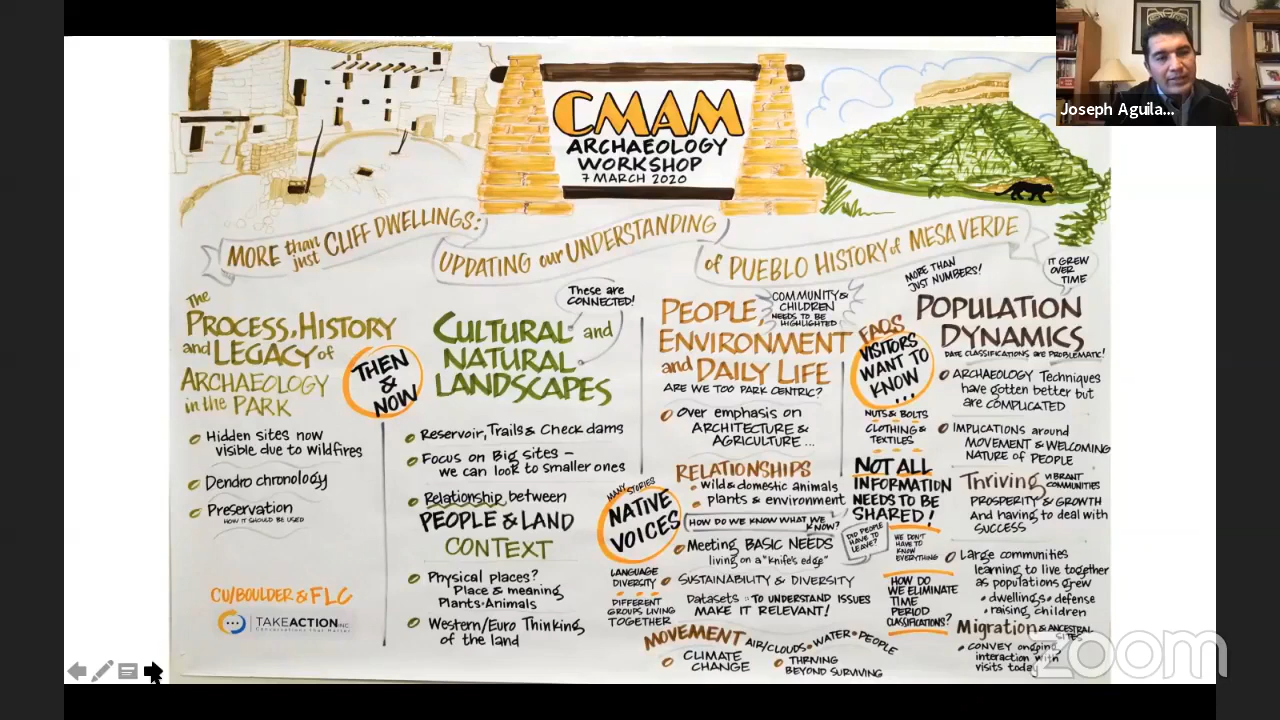 Joseph Aguila...
CMAM
ARCHAEOLOGY
WORKSHOP
7 MARCH 2020
MORE than just CLIFF DWELLINGS:
UPDATING our UNDERSTANDING
of PUEBLO HISTORY of MESA VERDE
The
PROCESS, HISTORY
and LEGACY of
ARCHAEOLOGY
in the PARK
THEN
&
NOW
Hidden sites now
visible due to wildfires
Dendro chronology
Preservation
HOW IT SHOULD BE USED
CU/BOULDER & FLC
TAKEACTION INC
Conversations That Matter
These are
CONNECTED!
CULTURAL and
NATURAL
LANDSCAPES
Reservoir, Trails & Check dams
Focus on Big sites –
we can look to smaller ones
Relationship between
PEOPLE & LAND
CONTEXT
Physical places?
Place & meaning
Plants • Animals
Western/Euro Thinking
of the land
MANY STORIES
NATIVE
VOICES
LANGUAGE
DIVERSITY
DIFFERENT
GROUPS LIVING
TOGETHER
COMMUNITY &
CHILDREN
NEEDS TO BE
HIGHLIGHTED
PEOPLE,
ENVIRONMENT
and DAILY LIFE
ARE WE TOO PARK CENTRIC?
Over emphasis on
ARCHITECTURE &
AGRICULTURE ...
RELATIONSHIPS
wild & domestic animals
plants & environment
HOW DO WE KNOW WHAT WE KNOW?
Meeting BASIC NEEDS
living on a "knife's edge"
SUSTAINABILITY & DIVERSITY
Datasets : TO UNDERSTAND ISSUES
MAKE IT RELEVANT!
MOVEMENT AIR/CLOUDS • WATER • PEOPLE
CLIMATE
CHANGE
THRIVING
BEYOND SURVIVING
FAQS
VISITORS
WANT TO
KNOW
...
NUTS & BOLTS
CLOTHING &
TEXTILES
NOT ALL
INFORMATION
NEEDS TO BE
SHARED!
DID PEOPLE
HAVE TO
LEAVE?
WE DON'T
HAVE TO
KNOW
EVERYTHING
HOW DO
WE ELIMINATE
TIME
PERIOD
CLASSIFICATIONS?
MORE THAN
JUST NUMBERS!
IT GREW
OVER
TIME
POPULATION
DYNAMICS
DATE CLASSIFICATIONS ARE PROBLEMATIC!
ARCHAEOLOGY Techniques
have gotten better but
are COMPLICATED
IMPLICATIONS around
MOVEMENT & WELCOMING
NATURE of PEOPLE
Thriving VIBRANT
COMMUNITIES
PROSPERITY & GROWTH
And having to deal with
SUCCESS
Large communities
learning to live together
as populations grew
• dwellings • defense
• raising children
Migration & ANCESTRAL
SITES
CONVEY ongoing
interaction with
visits today
zoom